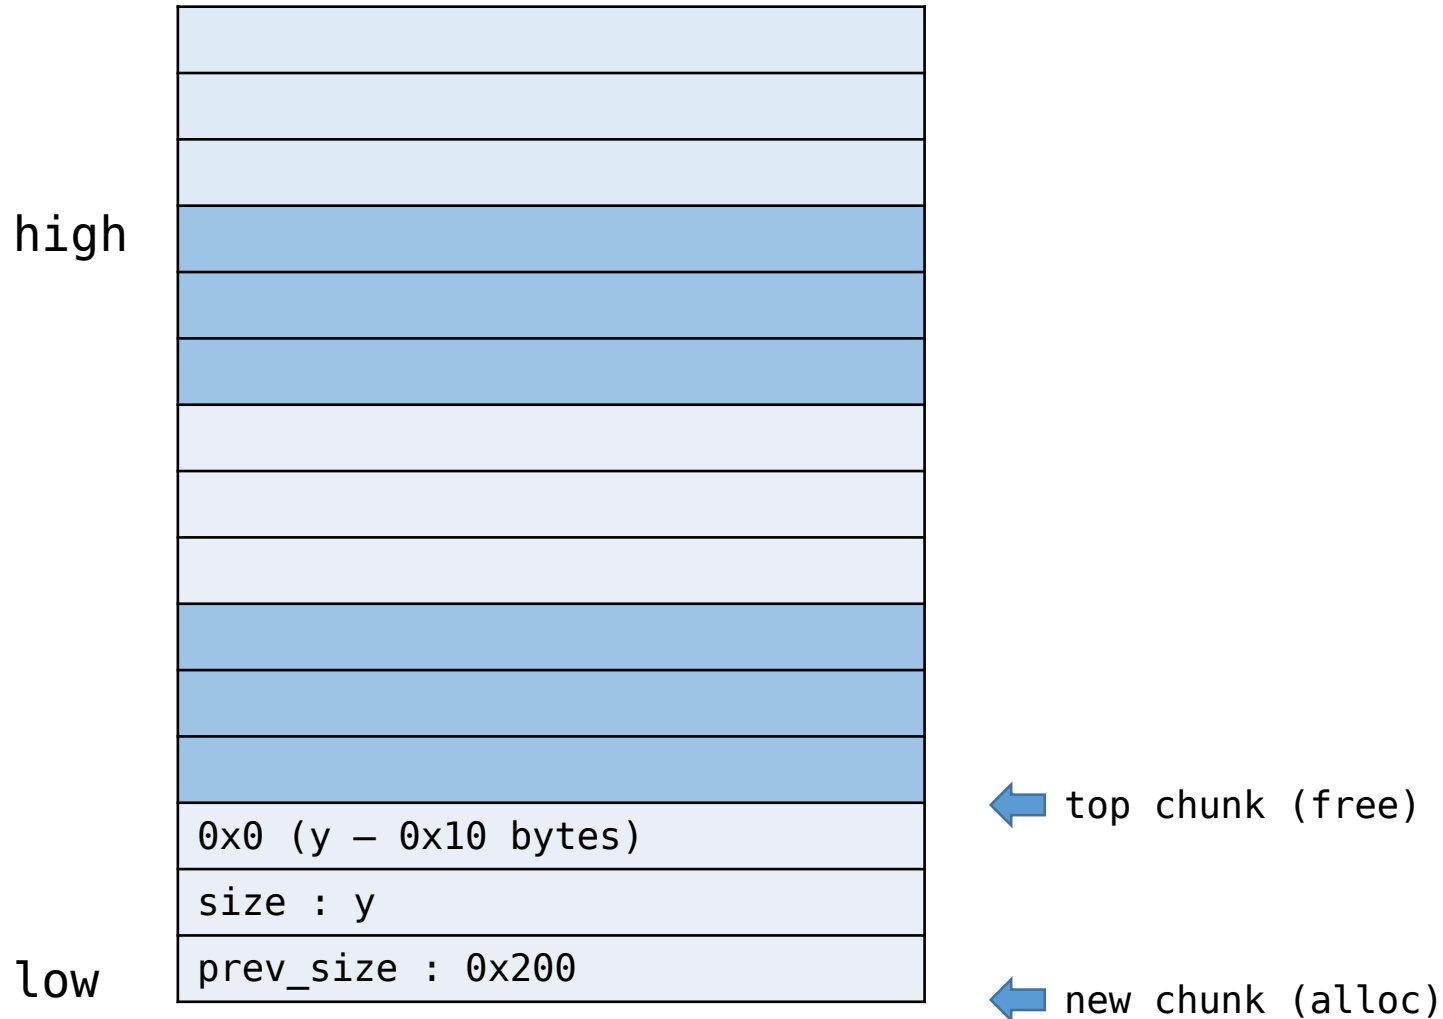 high
top chunk (free)
0x0 (y – 0x10 bytes)
size : y
prev_size : 0x200
low
new chunk (alloc)